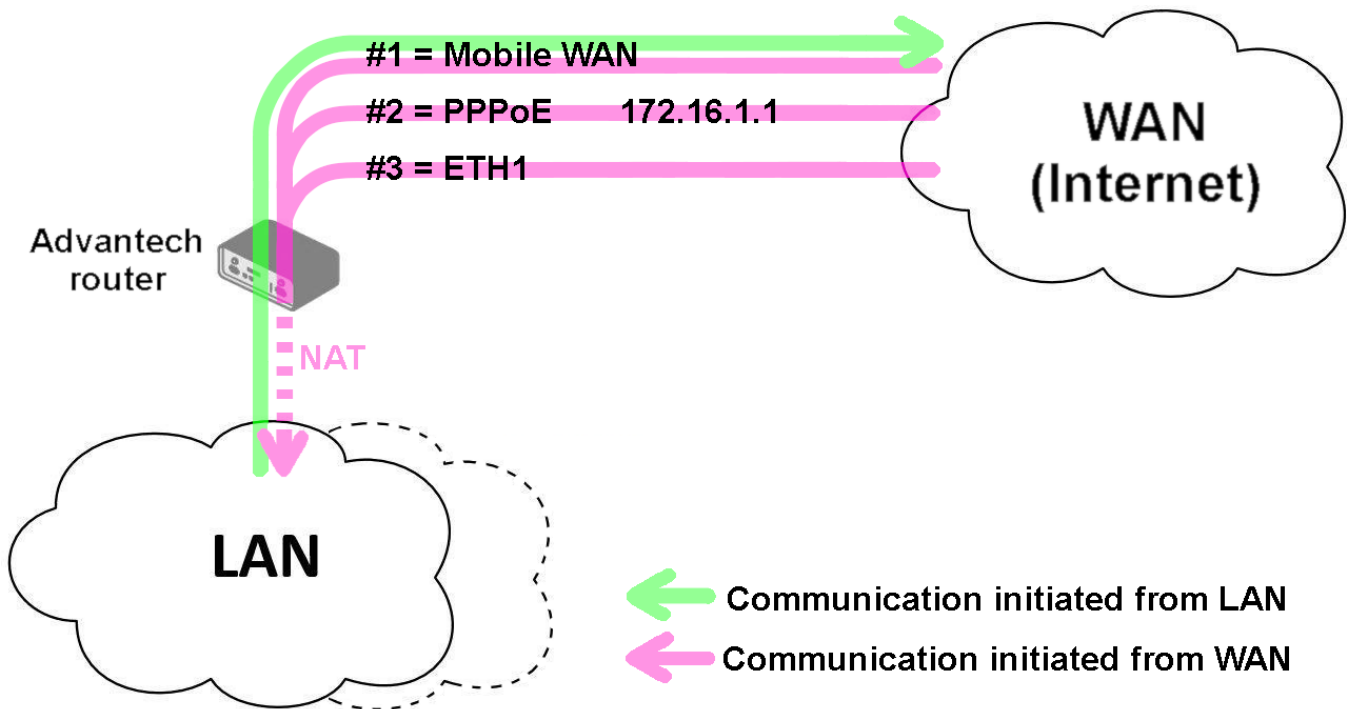 #1 = Mobile WAN
#2 = PPPoE 172.16.1.1
#3 = ETH1
WAN
(Internet)
Advantech
router
NAT
LAN
Communication initiated from LAN
Communication initiated from WAN